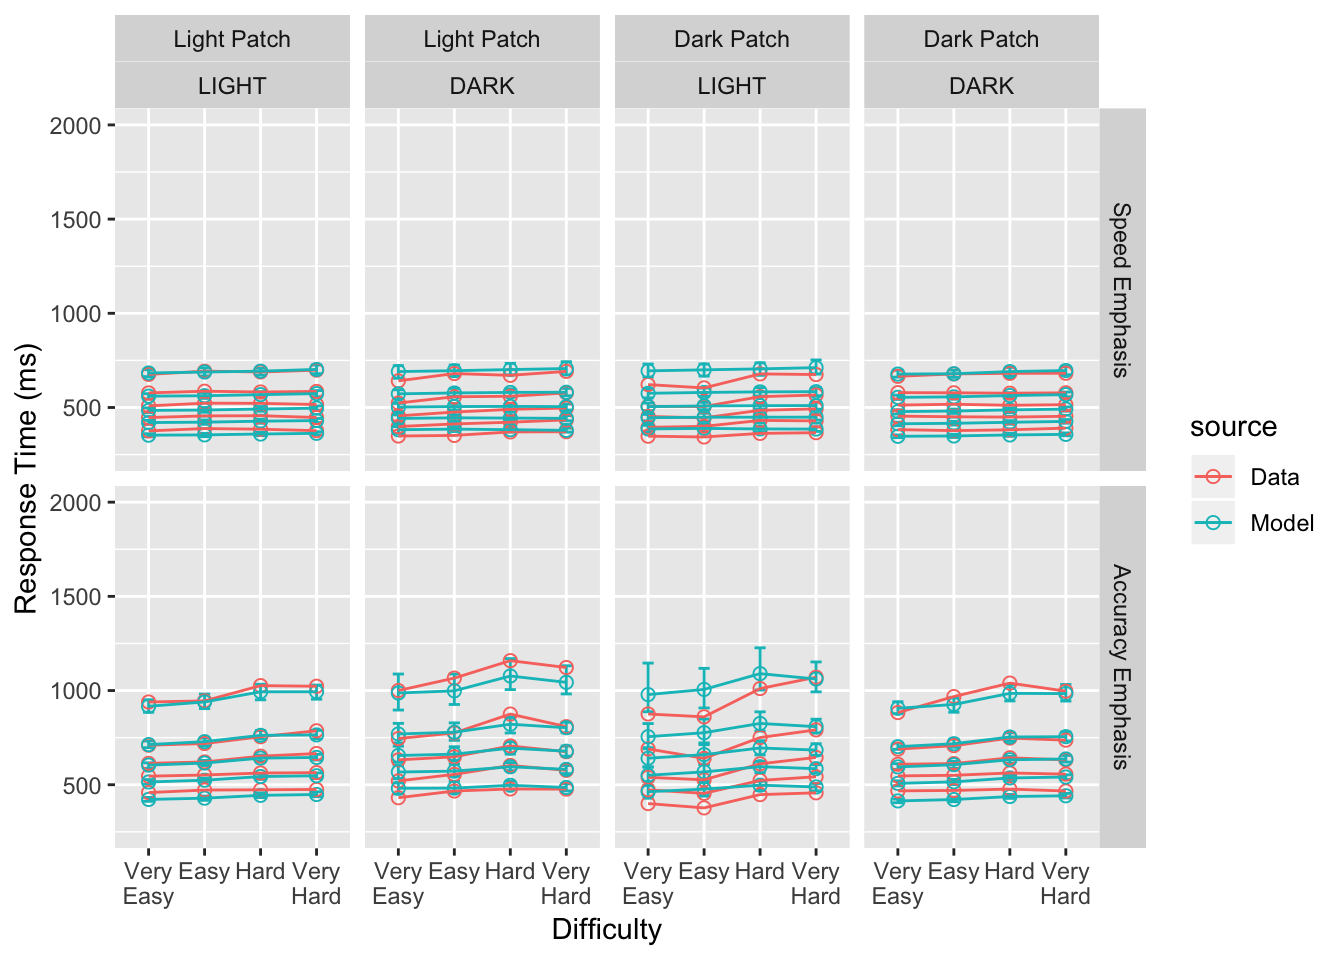 Light Patch
Light Patch
Dark Patch
Dark Patch
LIGHT
DARK
LIGHT
DARK
2000
1500
1000
500
Speed Emphasis
2000
1500
1000
500
Accuracy Emphasis
Response Time (ms)
Very Easy Easy Hard Very Hard
Very Easy Easy Hard Very Hard
Very Easy Easy Hard Very Hard
Very Easy Easy Hard Very Hard
Difficulty
source
Data
Model